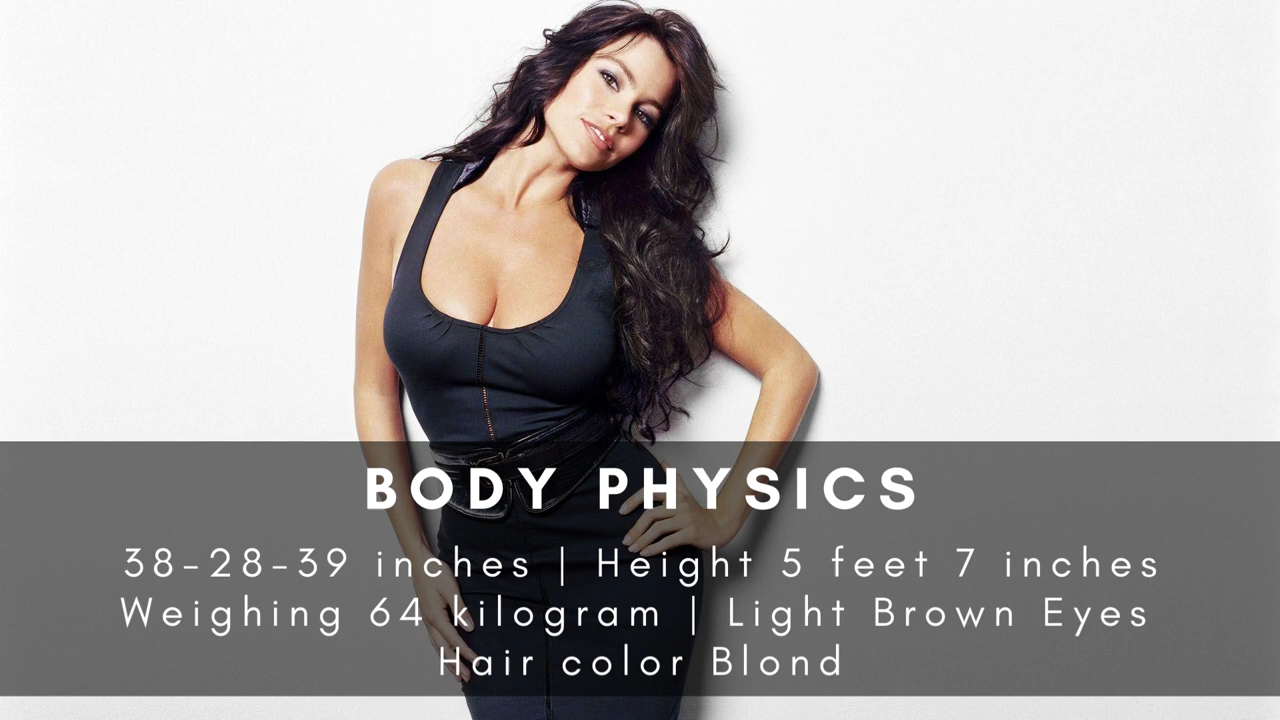 BODY PHYSICS
38-28-39 inches | Height 5 feet 7 inches
Weighing 64 kilogram | Light Brown Eyes
Hair color Blond